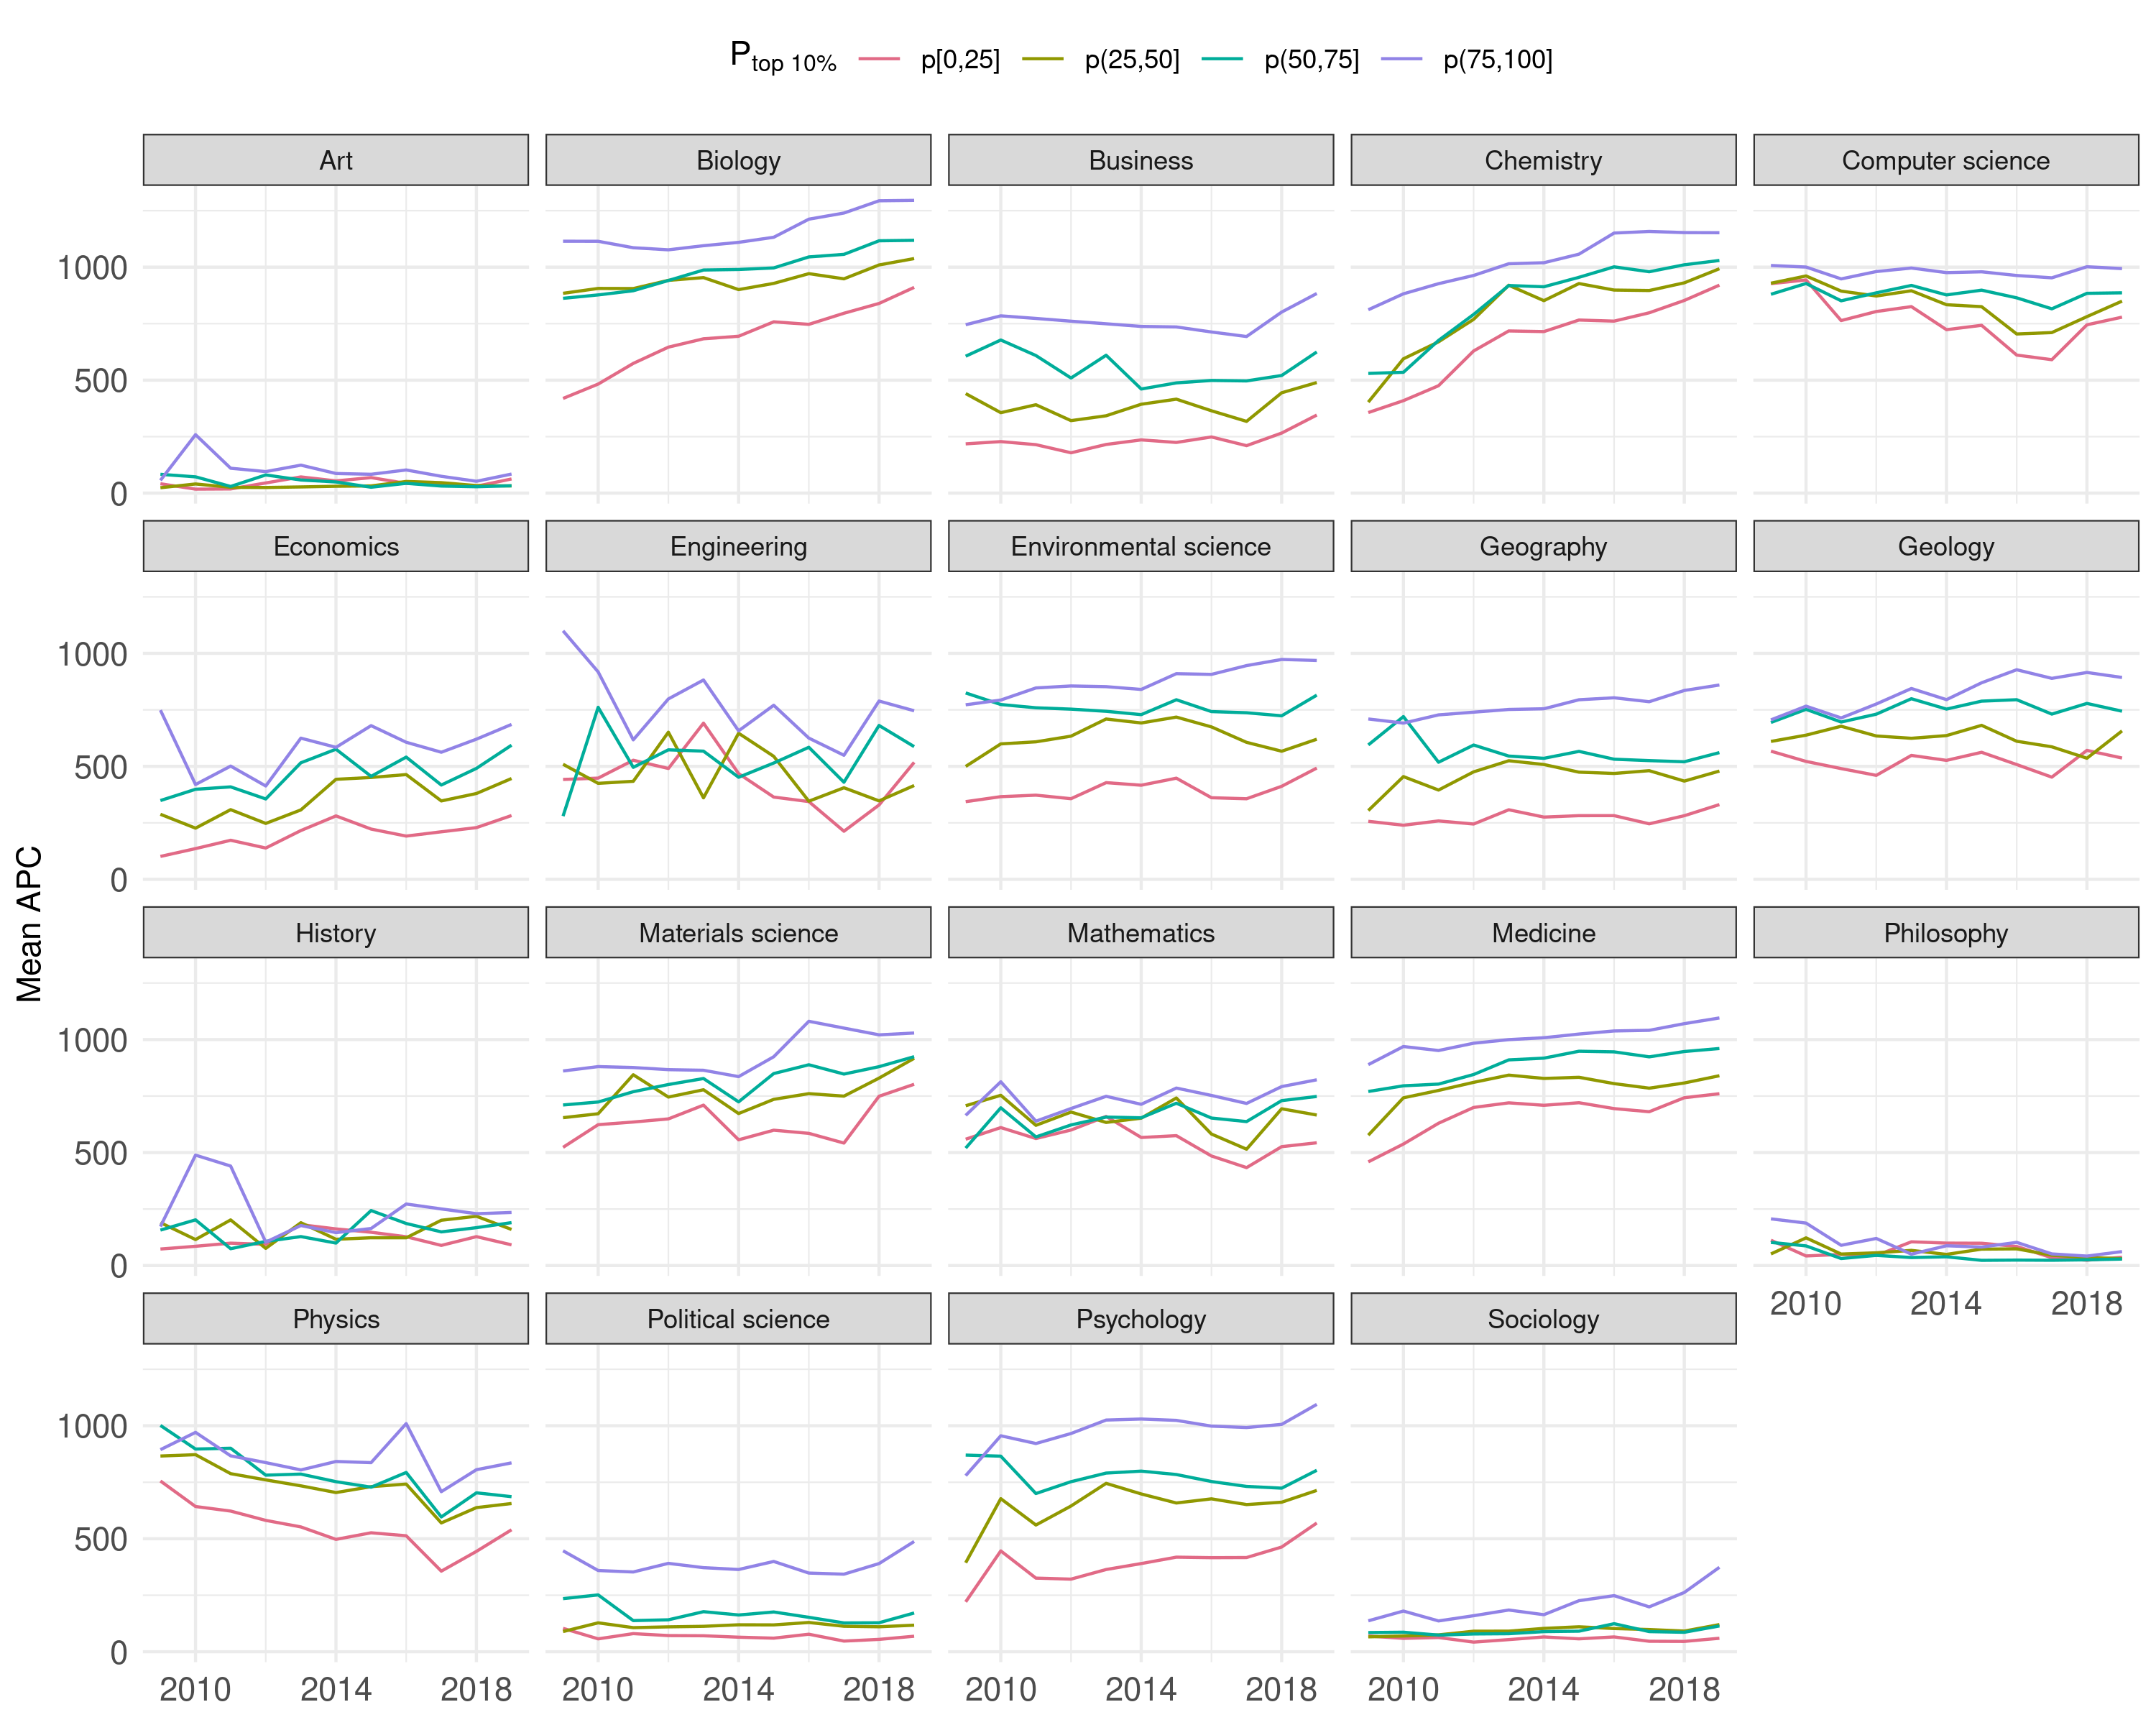 P top 10% p[0,25] p(25,50] p(50,75] p(75,100]
Art Biology Business Chemistry Computer science
1000
500
0
Economics Engineering Environmental science Geography Geology
1000
500
0
Mean APC
History Materials science Mathematics Medicine Philosophy
1000
500
0
2010 2014 2018
Physics Political science Psychology Sociology
1000
500
0
2010 2014 2018 2010 2014 2018 2010 2014 2018 2010 2014 2018